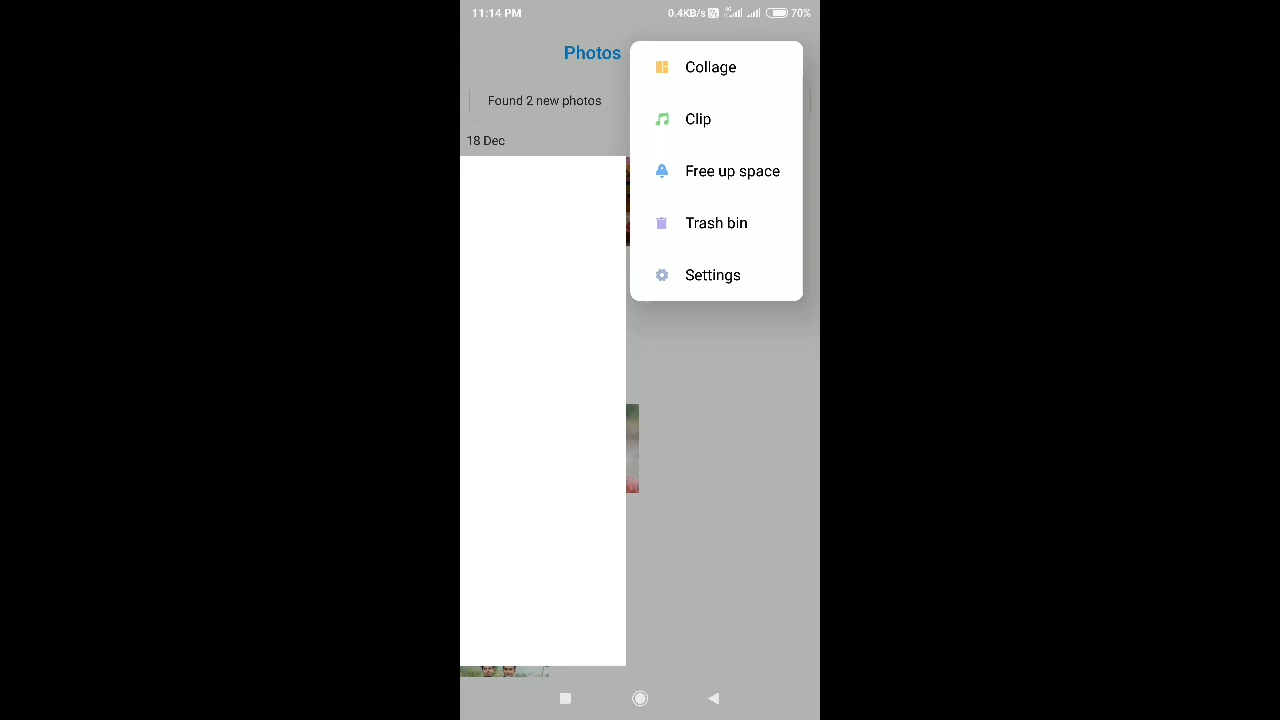 11:14 PM
0.4KB/s
70%
Photos
Found 2 new photos
18 Dec
Collage
Clip
Free up space
Trash bin
Settings